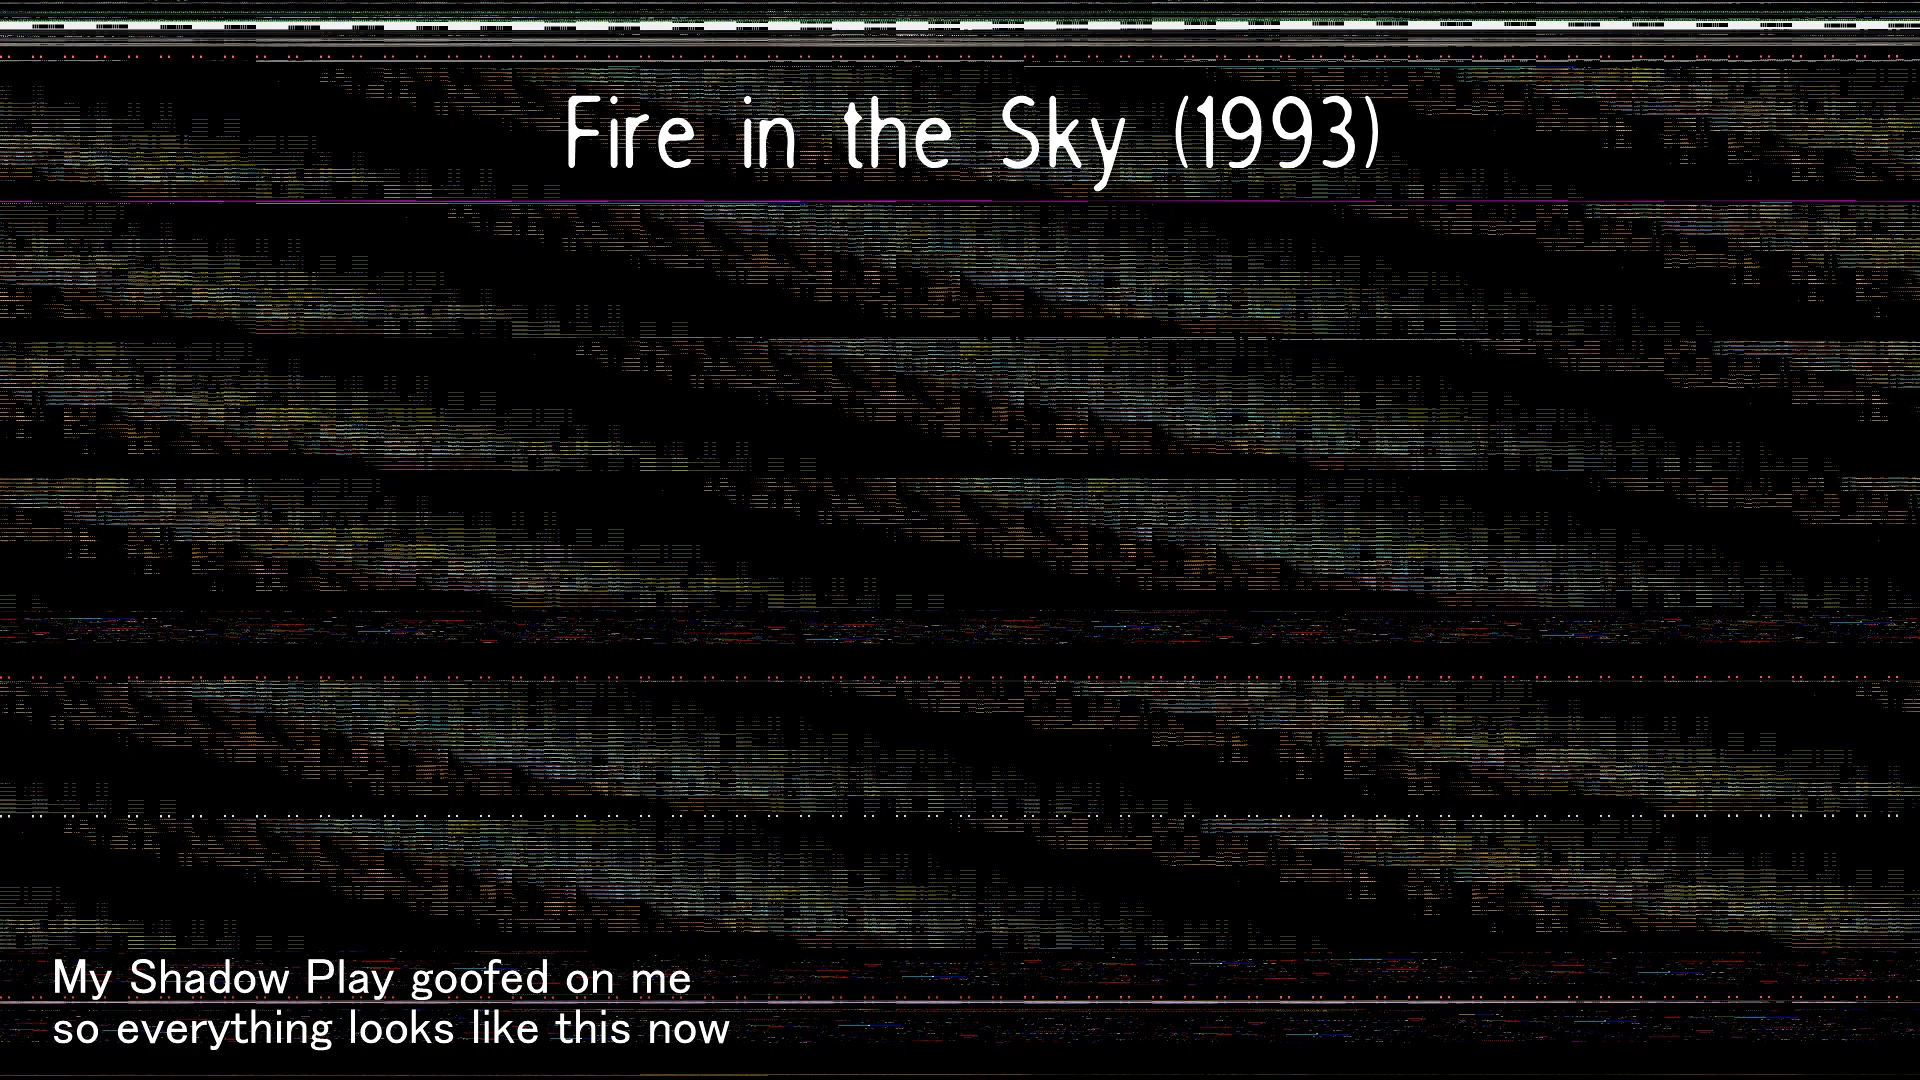 Fire in the Sky (1993)
My Shadow Play goofed on me
so everything looks like this now